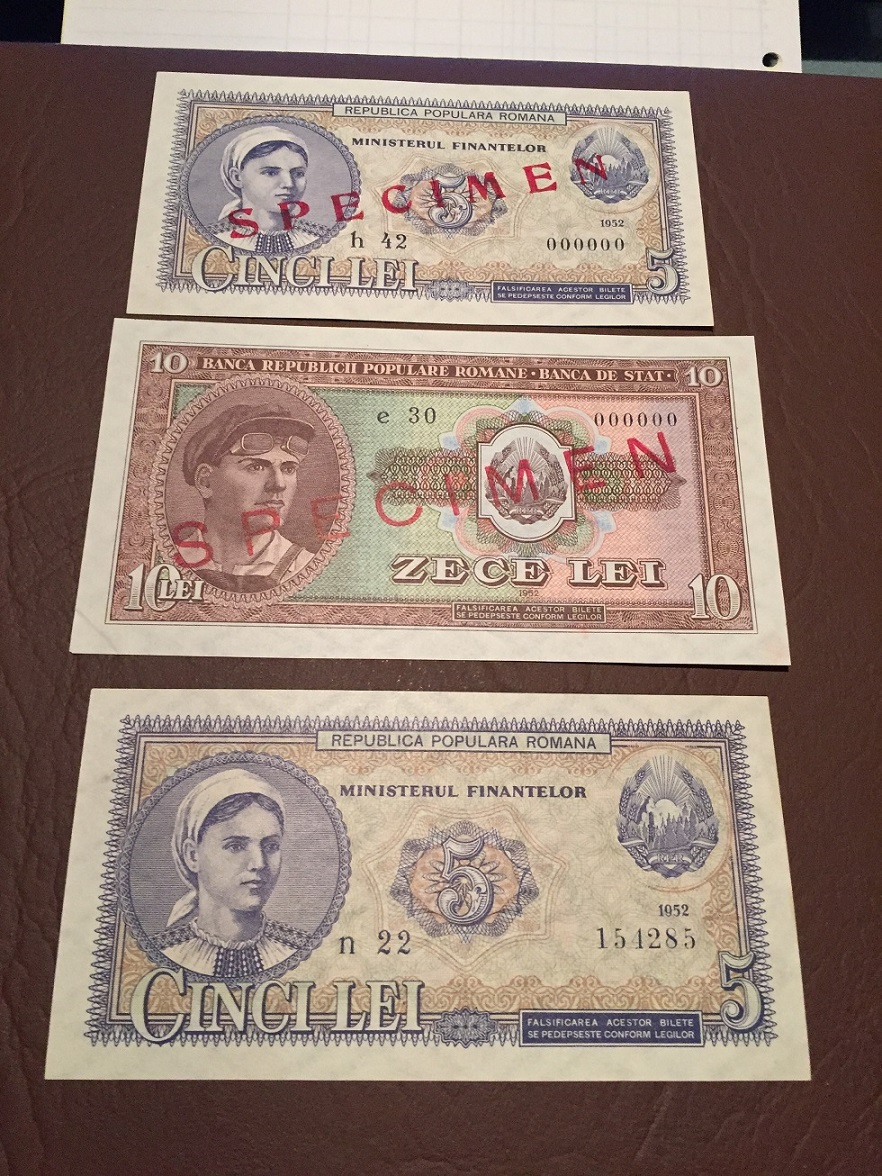 REPUBLICA POPULARA ROMANA
MINISTERUL FINANTELOR
5
SPECIMEN
1952
h 42
000000
CINCI LEI
FALSIFICAREA ACESTOR BILETE
SE PEDEPSESTE CONFORM LEGILOR
5
10
BANCA REPUBLICII POPULARE ROMANE · BANCA DE STAT ·
10
e 30
000000
SPECIMEN
10 LEI
ZECE LEI
1952
FALSIFICAREA ACESTOR BILETE
SE PEDEPSESTE CONFORM LEGILOR
10
REPUBLICA POPULARA ROMANA
MINISTERUL FINANTELOR
5
1952
n 22
154285
CINCI LEI
FALSIFICAREA ACESTOR BILETE
SE PEDEPSESTE CONFORM LEGILOR
5